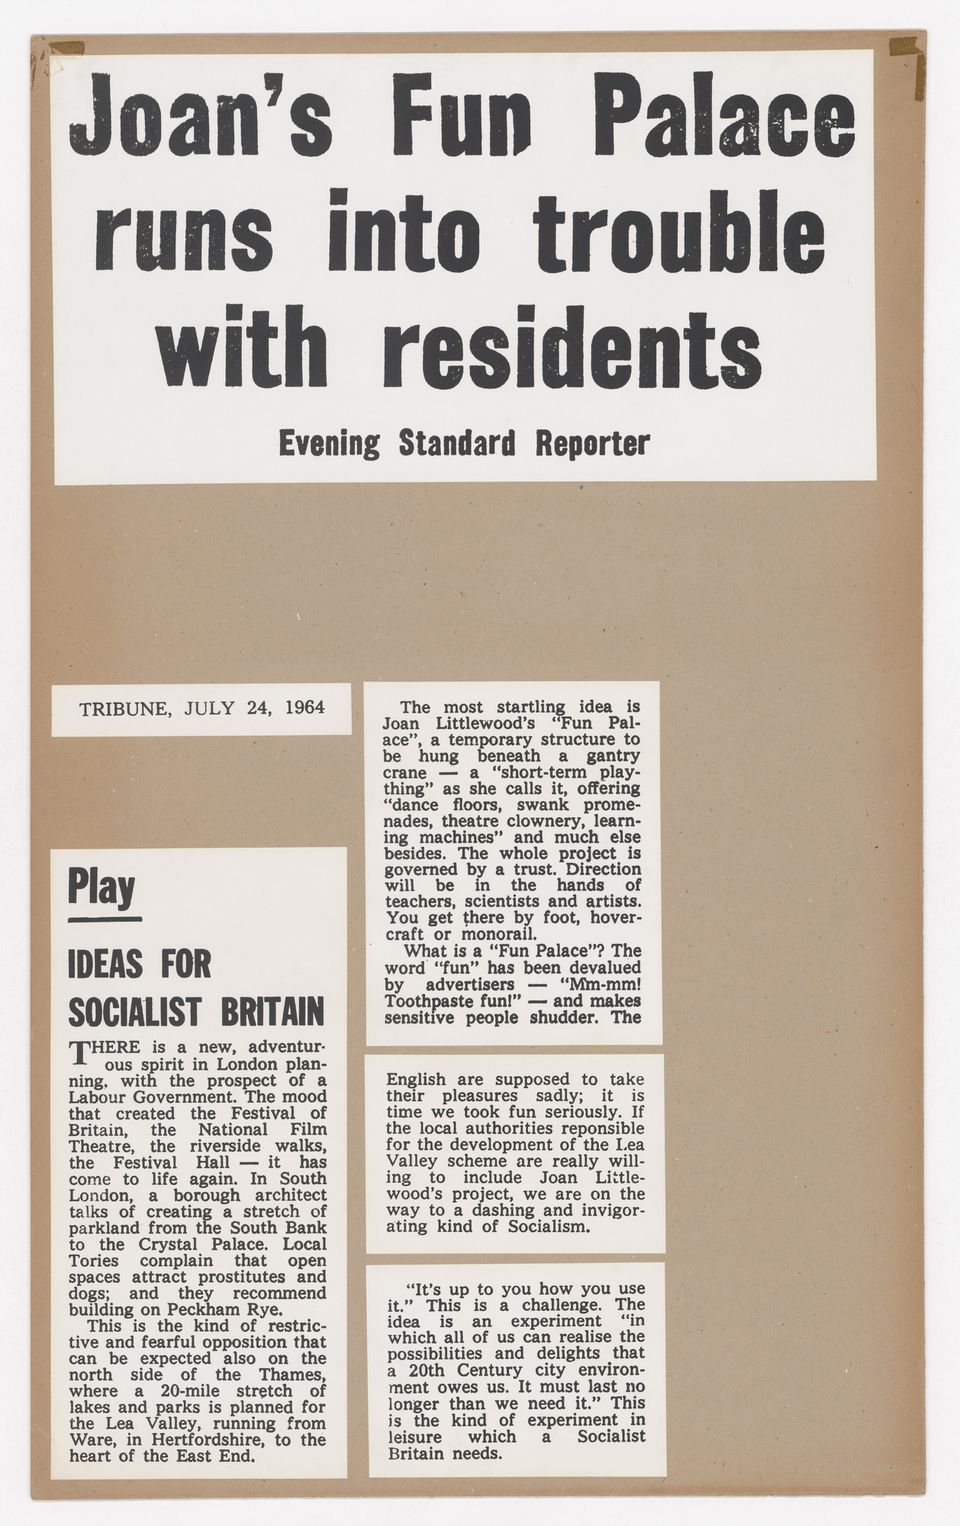 Joan's Fun Palace
runs into trouble
with residents
Evening Standard Reporter
TRIBUNE, JULY 24, 1964
Play
IDEAS FOR
SOCIALIST BRITAIN
THERE is a new, adventur-
ous spirit in London plan-
ning, with the prospect of a
Labour Government. The mood
that created the Festival of
Britain, the National Film
Theatre, the riverside walks,
the Festival Hall — it has
come to life again. In South
London, a borough architect
talks of creating a stretch of
parkland from the South Bank
to the Crystal Palace. Local
Tories complain that open
spaces attract prostitutes and
dogs; and they recommend
building on Peckham Rye.
This is the kind of restric-
tive and fearful opposition that
can be expected also on the
north side of the Thames,
where a 20-mile stretch of
lakes and parks is planned for
the Lea Valley, running from
Ware, in Hertfordshire, to the
heart of the East End.
The most startling idea is
Joan Littlewood's "Fun Pal-
ace", a temporary structure to
be hung beneath a gantry
crane — a "short-term play-
thing" as she calls it, offering
"dance floors, swank prome-
nades, theatre clownery, learn-
ing machines" and much else
besides. The whole project is
governed by a trust. Direction
will be in the hands of
teachers, scientists and artists.
You get there by foot, hover-
craft or monorail.
What is a "Fun Palace"? The
word "fun" has been devalued
by advertisers — "Mm-mm!
Toothpaste fun!" — and makes
sensitive people shudder. The
English are supposed to take
their pleasures sadly; it is
time we took fun seriously. If
the local authorities reponsible
for the development of the Lea
Valley scheme are really will-
ing to include Joan Little-
wood's project, we are on the
way to a dashing and invigor-
ating kind of Socialism.
"It's up to you how you use
it." This is a challenge. The
idea is an experiment "in
which all of us can realise the
possibilities and delights that
a 20th Century city environ-
ment owes us. It must last no
longer than we need it." This
is the kind of experiment in
leisure which a Socialist
Britain needs.